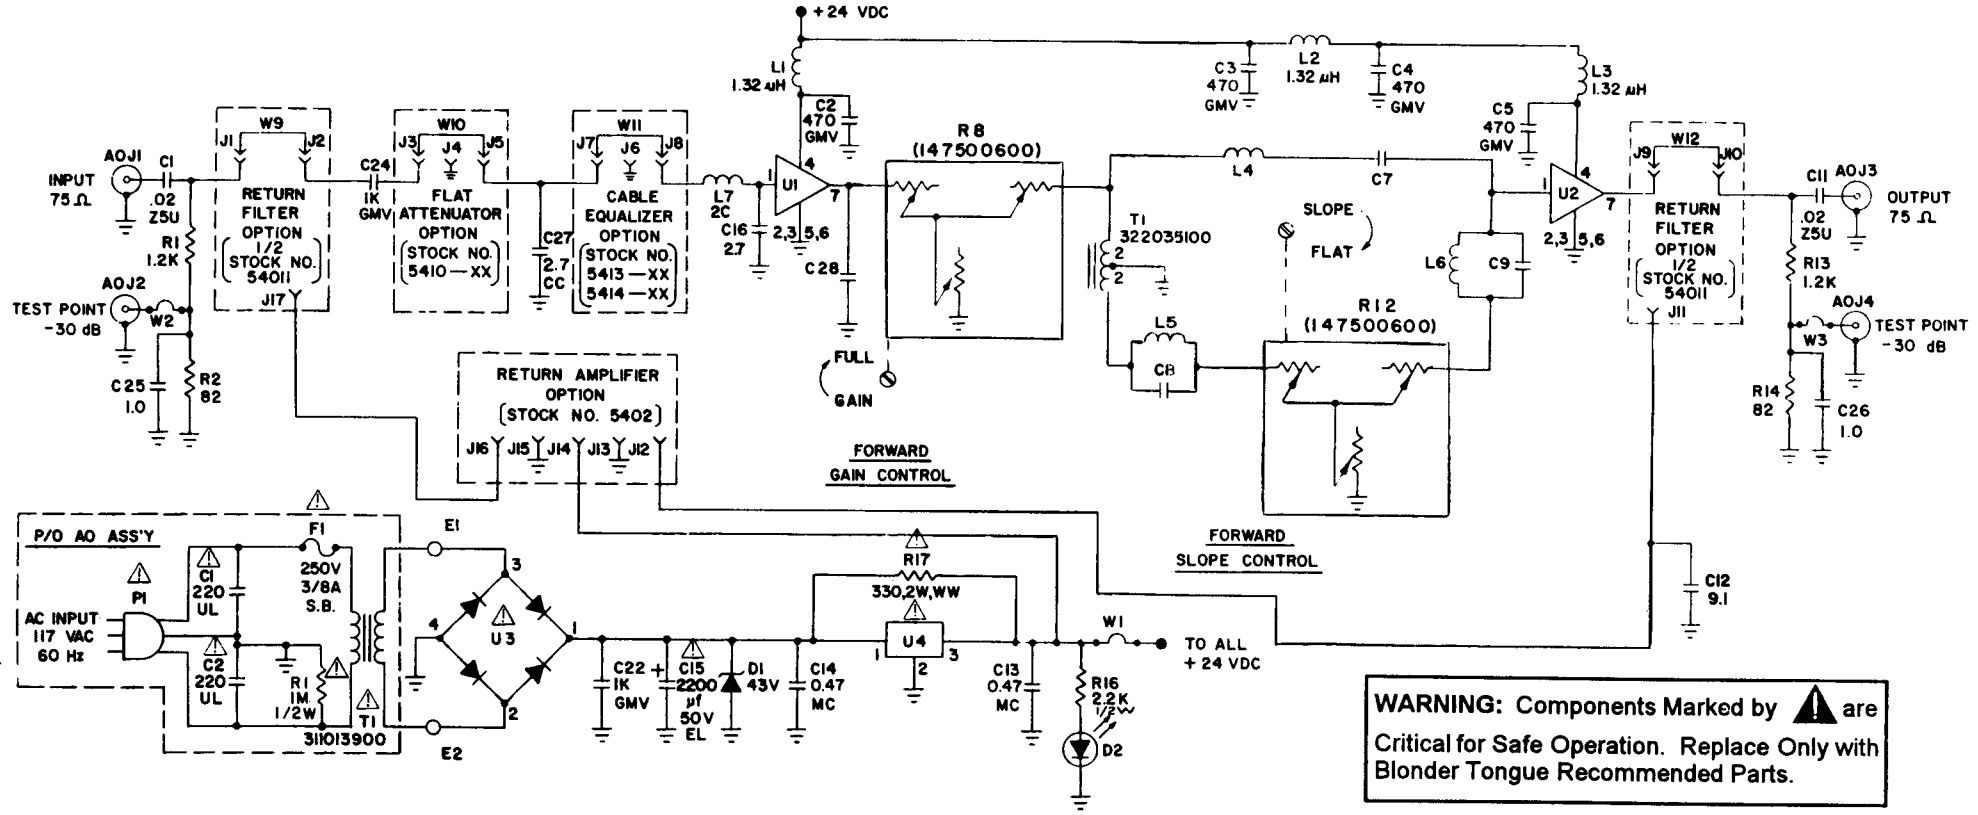 +24 VDC
L1
1.32 µH
C2
470
GMV
C3
470
GMV
L2
1.32 µH
C4
470
GMV
L3
1.32 µH
C5
470
GMV
AOJ1
INPUT
75 Ω
C1
.02
Z5U
R1
1.2K
AOJ2
TEST POINT
-30 dB
W2
C25
1.0
R2
82
W9
J1
J2
RETURN
FILTER
OPTION
1/2
STOCK NO.
54011
J17
C24
1K
GMV
W10
J3
J4
J5
FLAT
ATTENUATOR
OPTION
STOCK NO.
5410-XX
C27
2.7
CC
W11
J7
J6
J8
CABLE
EQUALIZER
OPTION
STOCK NO.
5413-XX
5414-XX
L7
2C
C16
2.7
1
U1
4
7
2,3
5,6
C28
R8
(147500600)
FULL
GAIN
FORWARD
GAIN CONTROL
T1
322035100
2
2
L4
C7
L5
C8
SLOPE
FLAT
R12
(147500600)
L6
C9
FORWARD
SLOPE CONTROL
1
U2
4
7
2,3
5,6
W12
J9
J10
RETURN
FILTER
OPTION
1/2
STOCK NO.
54011
J11
C11
.02
Z5U
AOJ3
OUTPUT
75 Ω
R13
1.2K
AOJ4
TEST POINT
-30 dB
W3
R14
82
C26
1.0
C12
9.1
RETURN AMPLIFIER
OPTION
(STOCK NO. 5402)
J16
J15
J14
J13
J12
P/O AO ASS'Y
P1
AC INPUT
117 VAC
60 Hz
C1
220
UL
C2
220
UL
F1
250V
3/8A
S.B.
R1
1M
1/2W
T1
311013900
E1
E2
3
4
U3
1
2
C22
1K
GMV
+
C15
2200
µf
50V
EL
D1
43V
C14
0.47
MC
R17
330,2W,WW
U4
1
2
3
C13
0.47
MC
R16
2.2K
1/2W
D2
W1
TO ALL
+24 VDC
WARNING: Components Marked by ! are
Critical for Safe Operation. Replace Only with
Blonder Tongue Recommended Parts.